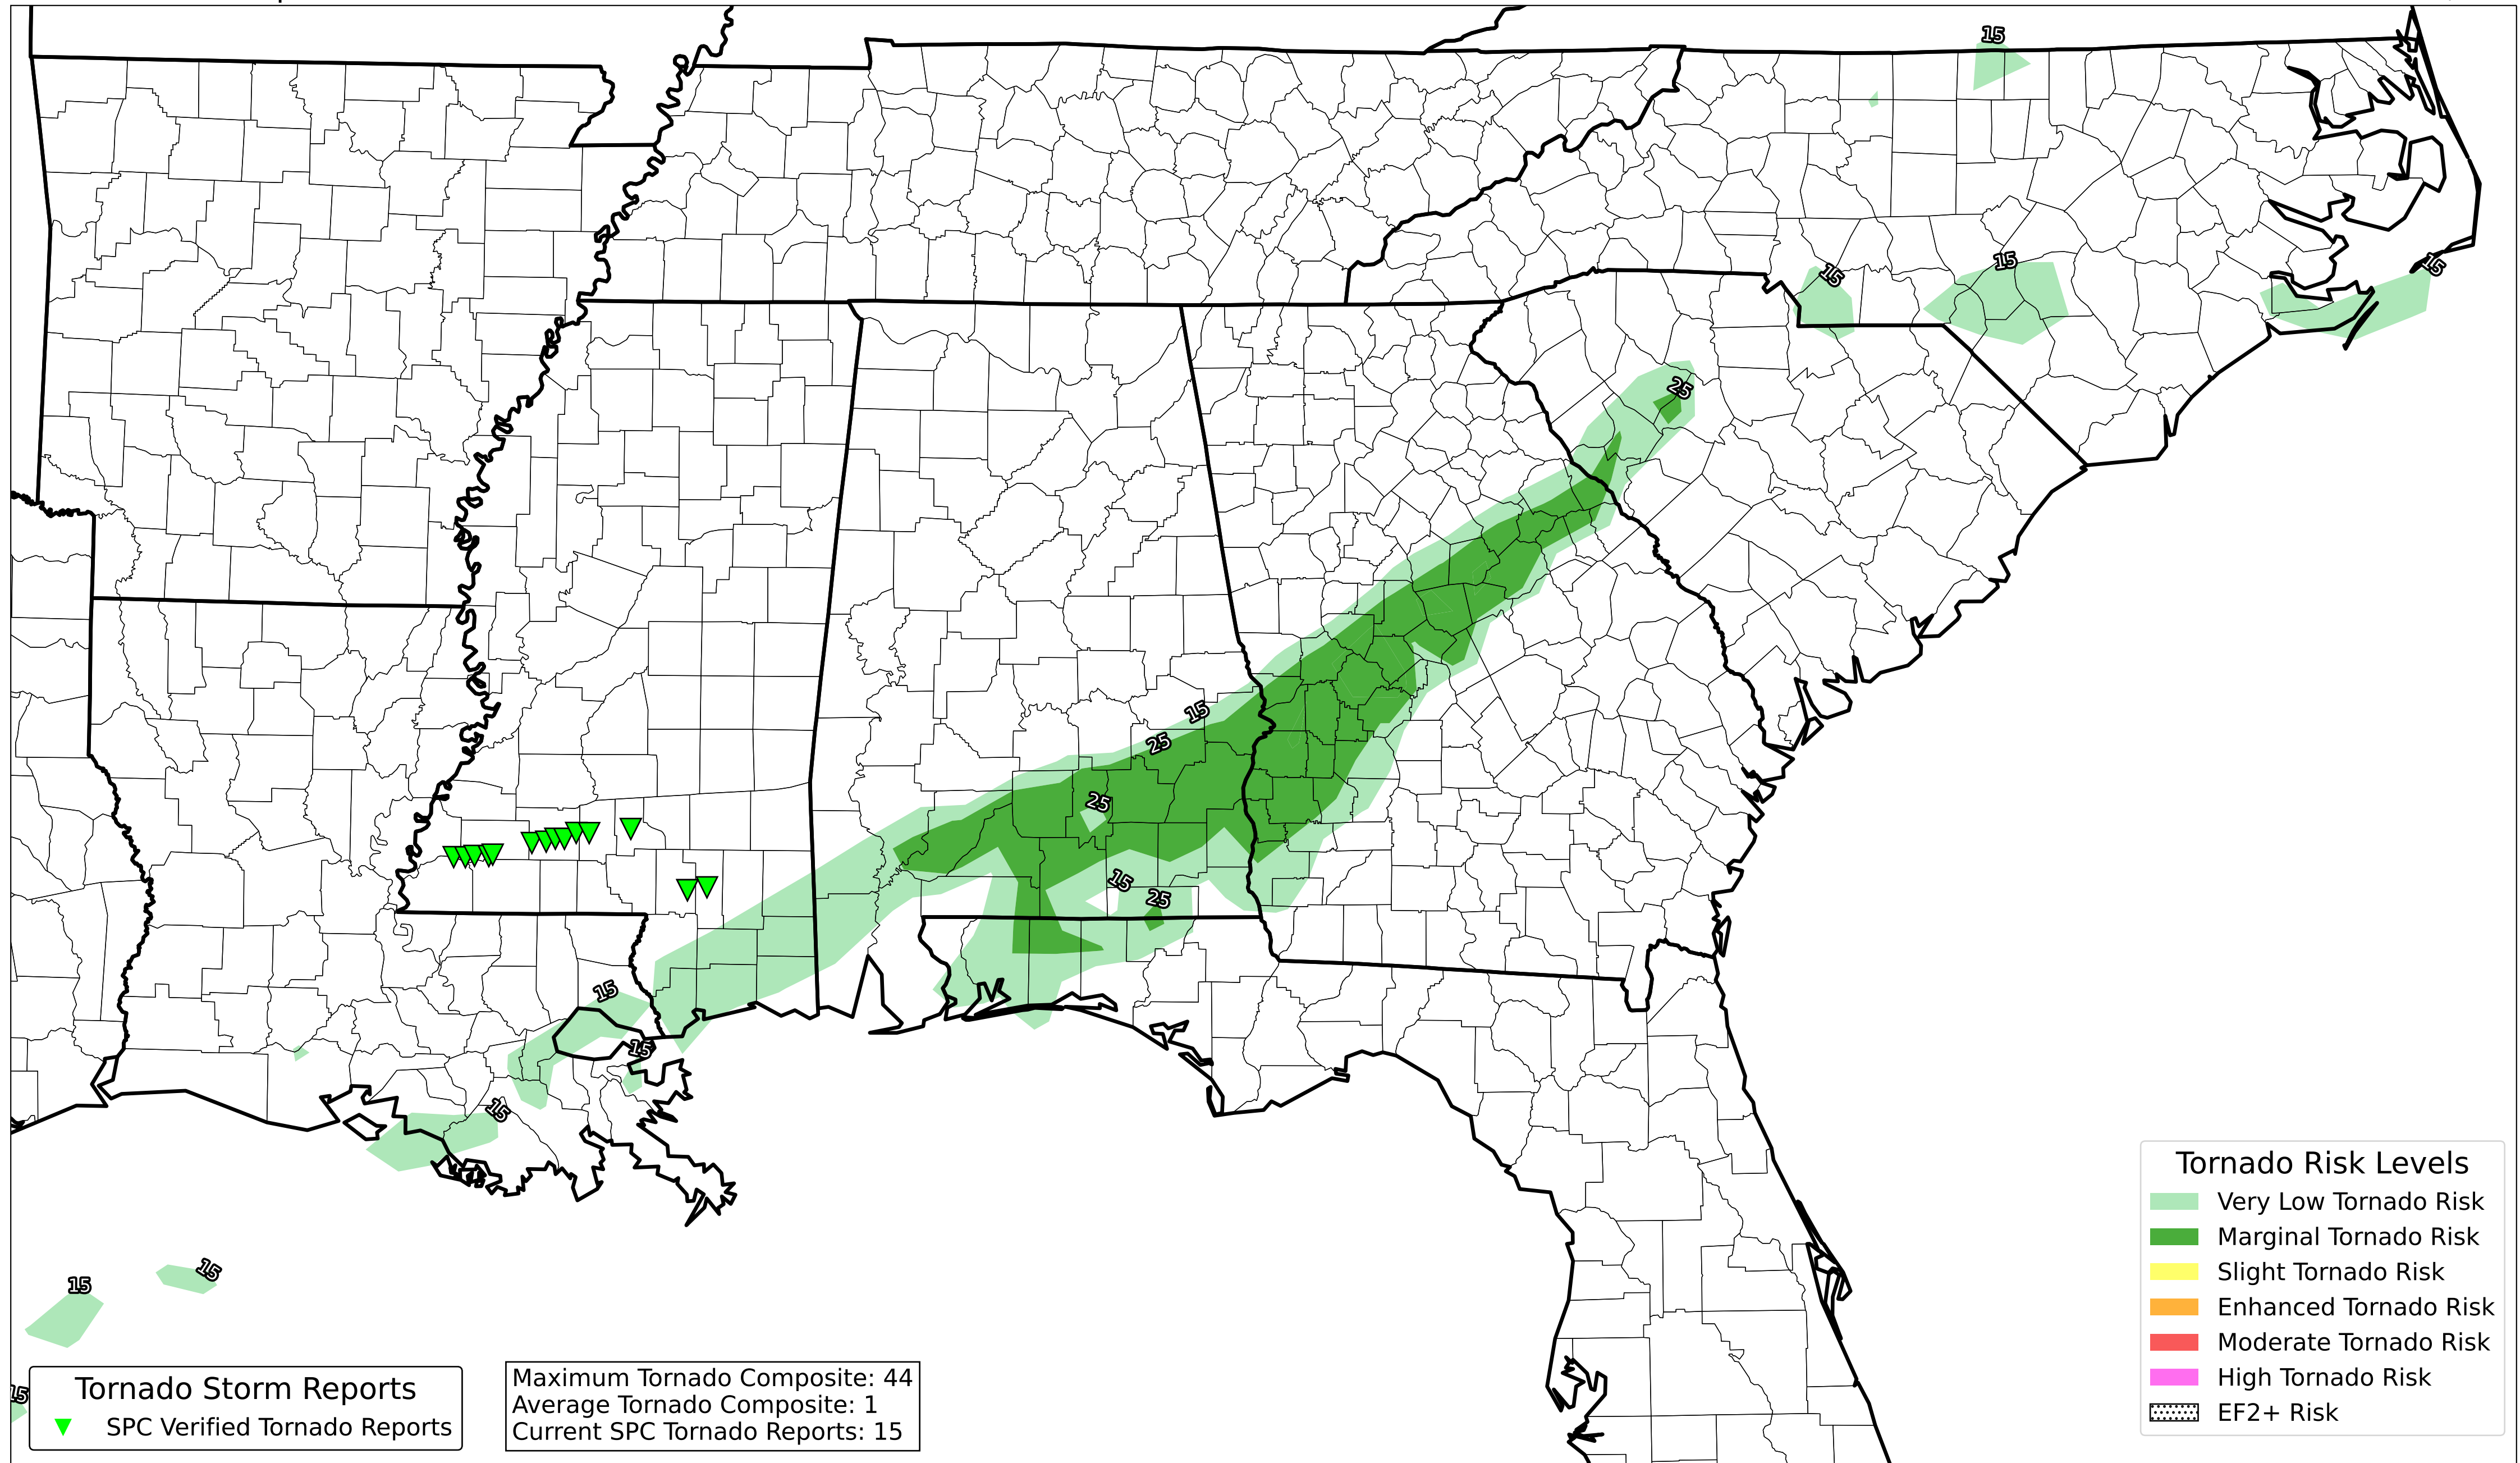 15
15
15
15
15
25
15
25
25
15
25
15
15
15
15
15
15
Tornado Risk Levels
Very Low Tornado Risk
Marginal Tornado Risk
Slight Tornado Risk
Enhanced Tornado Risk
Moderate Tornado Risk
High Tornado Risk
EF2+ Risk
Tornado Storm Reports
SPC Verified Tornado Reports
Maximum Tornado Composite: 44
Average Tornado Composite: 1
Current SPC Tornado Reports: 15